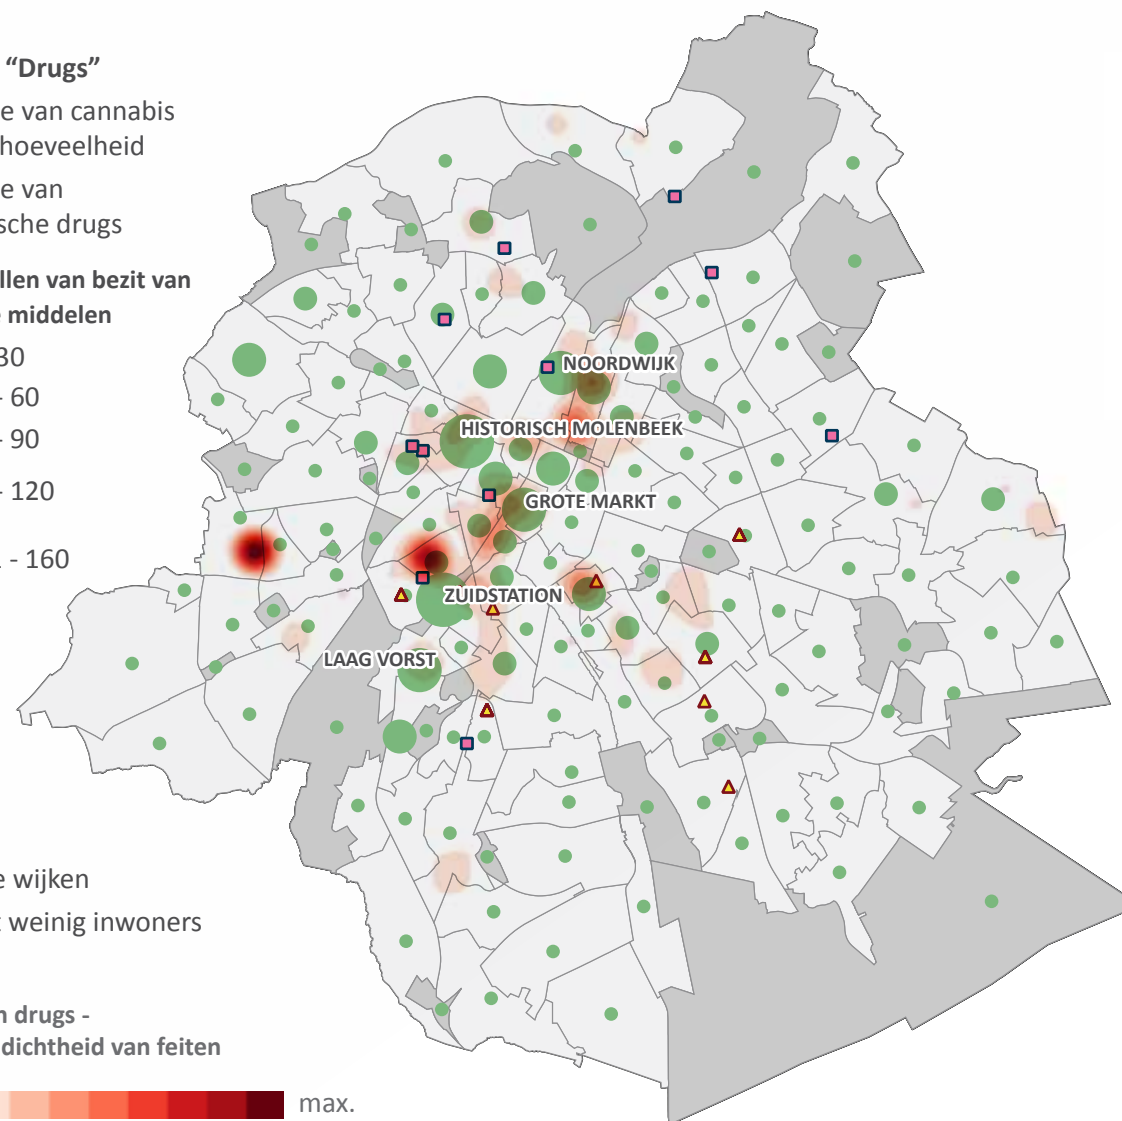 “Drugs”
e van cannabis
hoeveelheid
e van
sche drugs
llen van bezit van
e middelen
30
- 60
- 90
- 120
- 160
NOORDWIJK
HISTORISCH MOLENBEEK
GROTE MARKT
ZUIDSTATION
LAAG VORST
e wijken
t weinig inwoners
n drugs -
dichtheid van feiten
max.